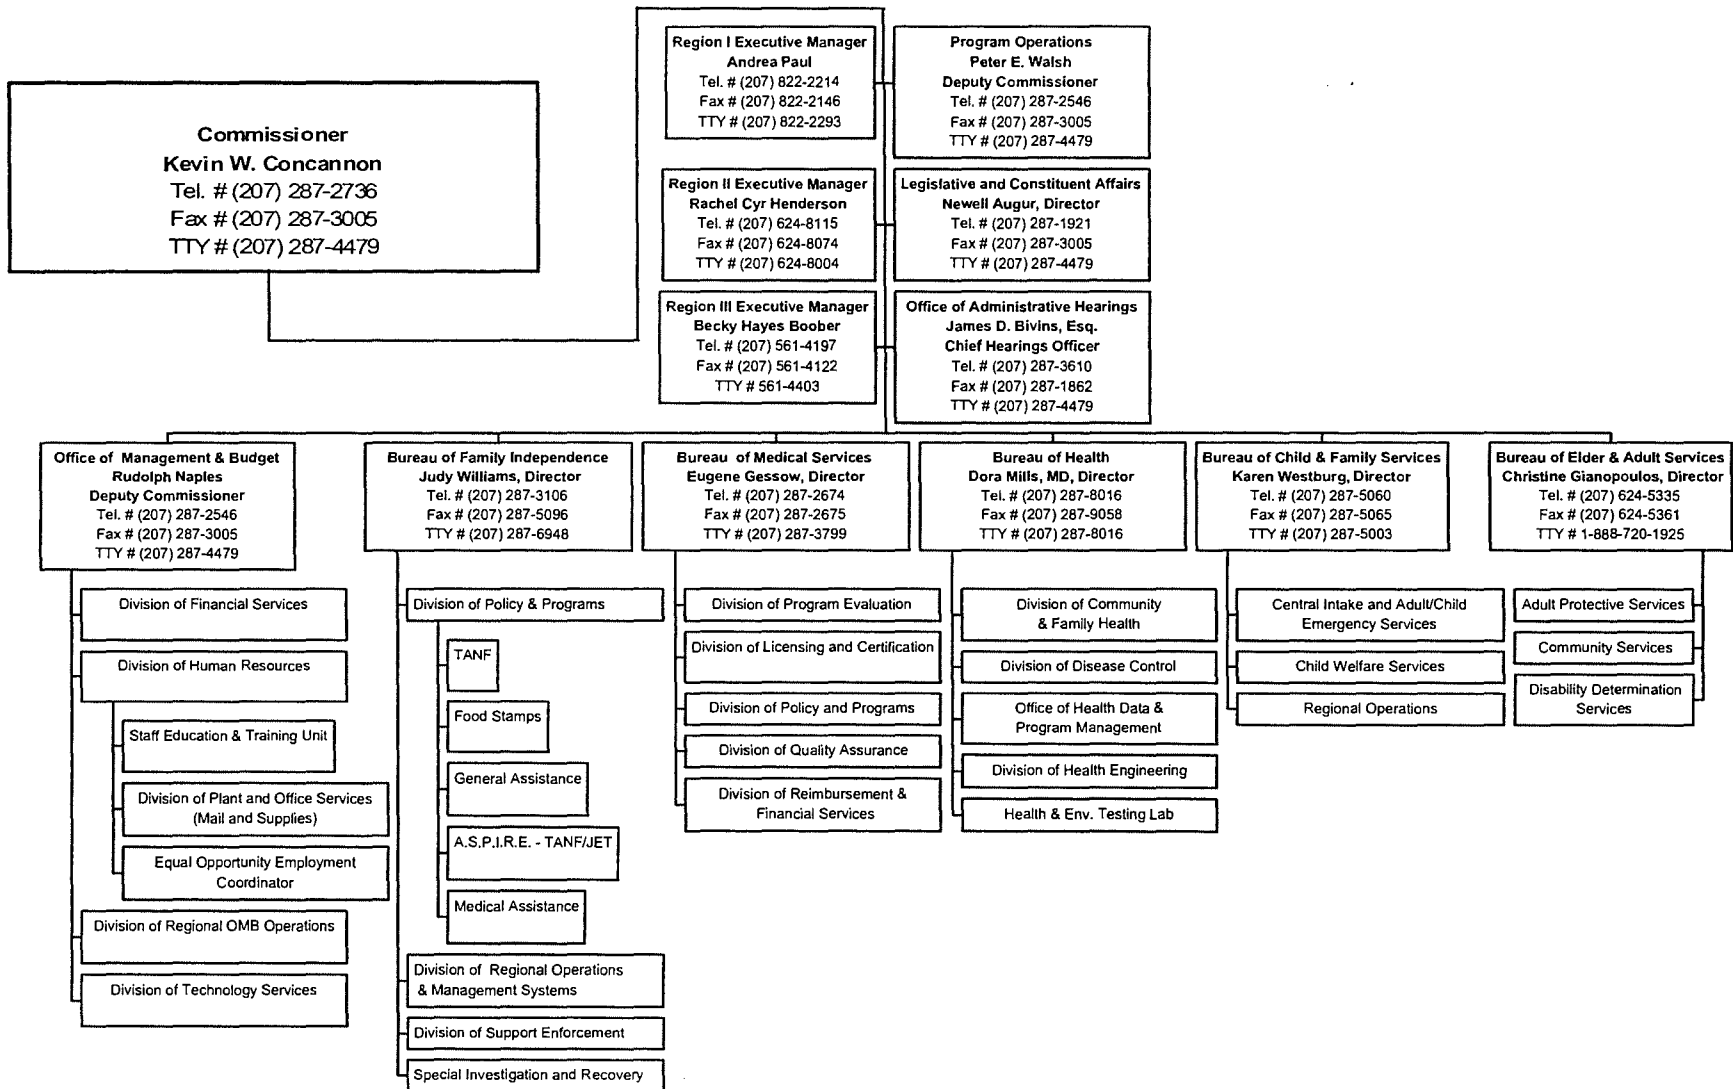 Commissioner
Kevin W. Concannon
Tel. # (207) 287-2736
Fax # (207) 287-3005
TTY # (207) 287-4479
Region I Executive Manager
Andrea Paul
Tel. # (207) 822-2214
Fax # (207) 822-2146
TTY # (207) 822-2293
Program Operations
Peter E. Walsh
Deputy Commissioner
Tel. # (207) 287-2546
Fax # (207) 287-3005
TTY # (207) 287-4479
Region II Executive Manager
Rachel Cyr Henderson
Tel. # (207) 624-8115
Fax # (207) 624-8074
TTY # (207) 624-8004
Legislative and Constituent Affairs
Newell Augur, Director
Tel. # (207) 287-1921
Fax # (207) 287-3005
TTY # (207) 287-4479
Region III Executive Manager
Becky Hayes Boober
Tel. # (207) 561-4197
Fax # (207) 561-4122
TTY # 561-4403
Office of Administrative Hearings
James D. Bivins, Esq.
Chief Hearings Officer
Tel. # (207) 287-3610
Fax # (207) 287-1862
TTY # (207) 287-4479
Office of Management & Budget
Rudolph Naples
Deputy Commissioner
Tel. # (207) 287-2546
Fax # (207) 287-3005
TTY # (207) 287-4479
Division of Financial Services
Division of Human Resources
Staff Education & Training Unit
Division of Plant and Office Services
(Mail and Supplies)
Equal Opportunity Employment
Coordinator
Division of Regional OMB Operations
Division of Technology Services
Bureau of Family Independence
Judy Williams, Director
Tel. # (207) 287-3106
Fax # (207) 287-5096
TTY # (207) 287-6948
Division of Policy & Programs
TANF
Food Stamps
General Assistance
A.S.P.I.R.E. - TANF/JET
Medical Assistance
Division of Regional Operations
& Management Systems
Division of Support Enforcement
Special Investigation and Recovery
Bureau of Medical Services
Eugene Gessow, Director
Tel. # (207) 287-2674
Fax # (207) 287-2675
TTY # (207) 287-3799
Division of Program Evaluation
Division of Licensing and Certification
Division of Policy and Programs
Division of Quality Assurance
Division of Reimbursement &
Financial Services
Bureau of Health
Dora Mills, MD, Director
Tel. # (207) 287-8016
Fax # (207) 287-9058
TTY # (207) 287-8016
Division of Community
& Family Health
Division of Disease Control
Office of Health Data &
Program Management
Division of Health Engineering
Health & Env. Testing Lab
Bureau of Child & Family Services
Karen Westburg, Director
Tel. # (207) 287-5060
Fax # (207) 287-5065
TTY # (207) 287-5003
Central Intake and Adult/Child
Emergency Services
Child Welfare Services
Regional Operations
Bureau of Elder & Adult Services
Christine Gianopoulos, Director
Tel. # (207) 624-5335
Fax # (207) 624-5361
TTY # 1-888-720-1925
Adult Protective Services
Community Services
Disability Determination
Services